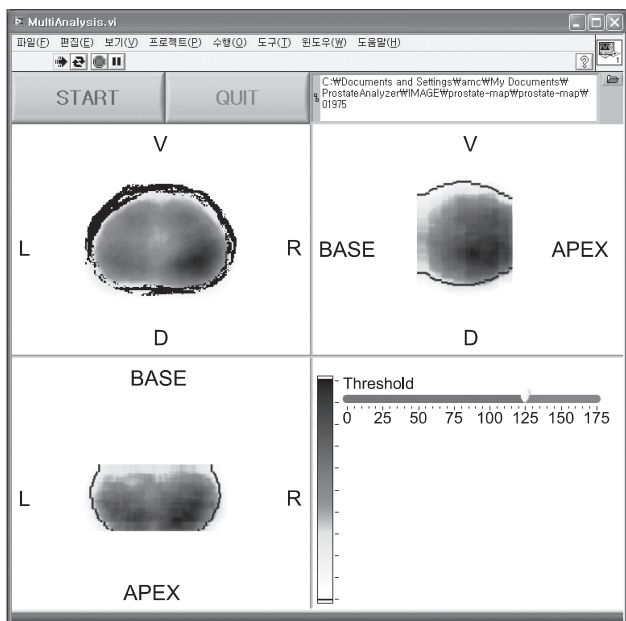 MultiAnalysis.vi
파일(F) 편집(E) 보기(V) 프로젝트(P) 수행(O) 도구(T) 윈도우(W) 도움말(H)
?
1
START QUIT
C:₩Documents and Settings₩amc₩My Documents₩
ProstateAnalyzer₩IMAGE₩prostate-map₩prostate-map₩
01975
V
L R
D
V
BASE APEX
D
BASE
L R
APEX
Threshold
0 25 50 75 100 125 150 175